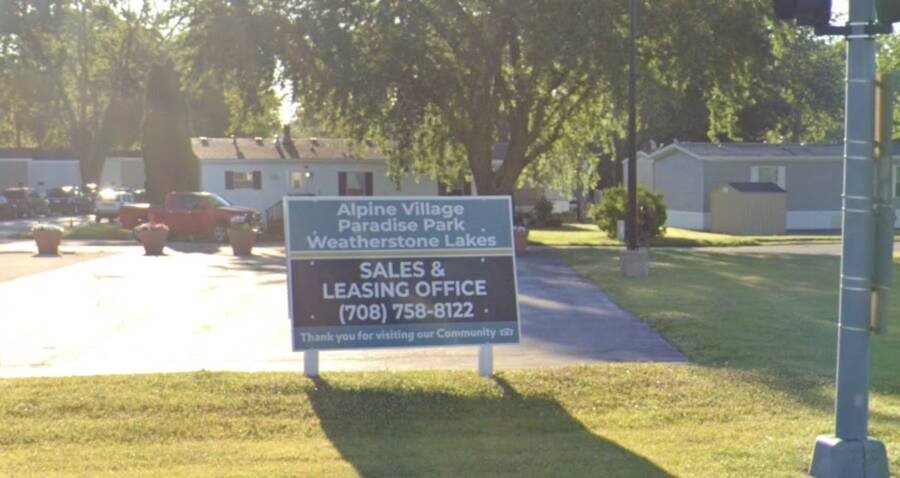 Alpine Village
Paradise Park
Weatherstone Lakes
SALES &
LEASING OFFICE
(708) 758-8122
Thank you for visiting our Community